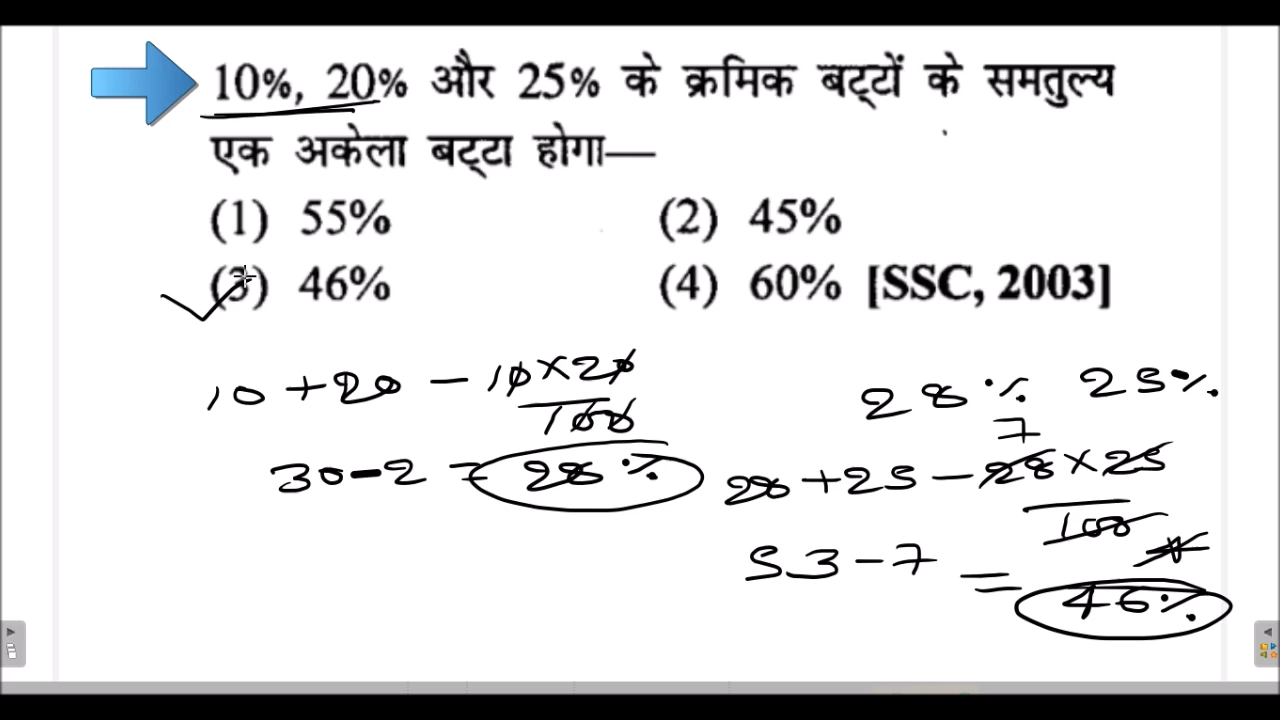 10%, 20% और 25% के क्रमिक बट्टों के समतुल्य
एक अकेला बट्टा होगा—
(1) 55% (2) 45%
(3) 46% (4) 60% [SSC, 2003]
10 + 20 - 10×20/100
30-2 = 28%
28% 25%
7
28 + 25 - 28×25/100
4
53-7 = 46%